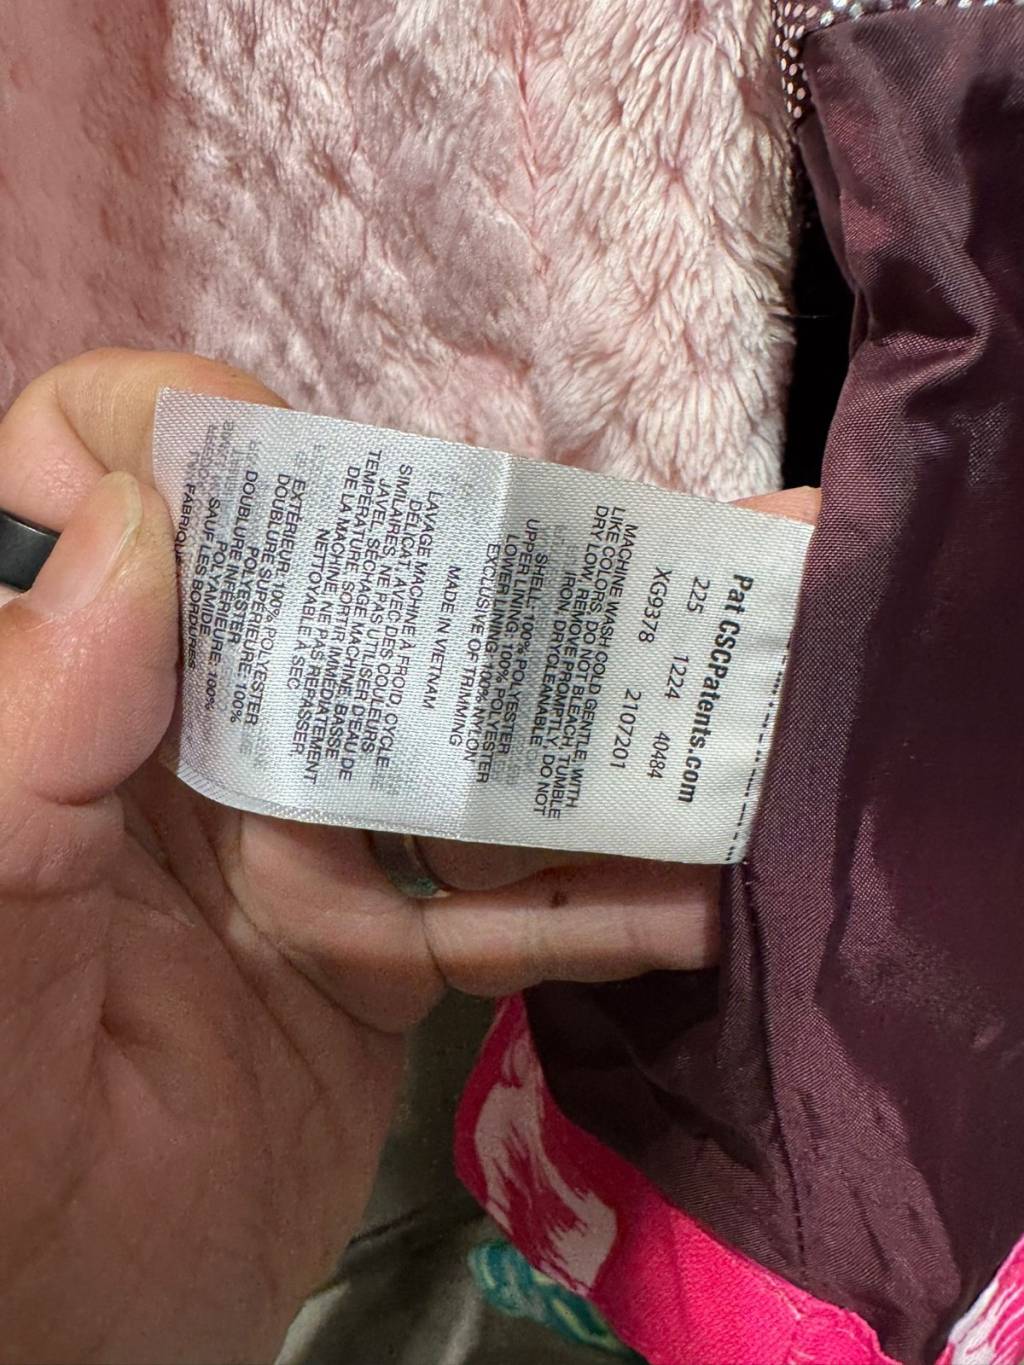 Pat CSCPatents.com
225 1224 40484
XG9378 2107201
MACHINE WASH COLD GENTLE, WITH
LIKE COLORS, DO NOT BLEACH, TUMBLE
DRY LOW, REMOVE PROMPTLY, DO NOT
IRON, DRYCLEANABLE
SHELL: 100% POLYESTER
UPPER LINING: 100% POLYESTER
LOWER LINING: 100% NYLON
EXCLUSIVE OF TRIMMING
MADE IN VIETNAM
LAVAGE MACHINE À FROID, CYCLE
DÉLICAT, AVEC DES COULEURS
SIMILAIRES, NE PAS UTILISER D'EAU DE
JAVEL, SÉCHAGE MACHINE, BASSE
TEMPÉRATURE, SORTIR IMMÉDIATEMENT
DE LA MACHINE, NE PAS REPASSER
NETTOYABLE À SEC
EXTÉRIEUR: 100% POLYESTER
DOUBLURE SUPÉRIEURE: 100%
POLYESTER
DOUBLURE INFÉRIEURE: 100%
POLYAMIDE
SAUF LES BORDURES